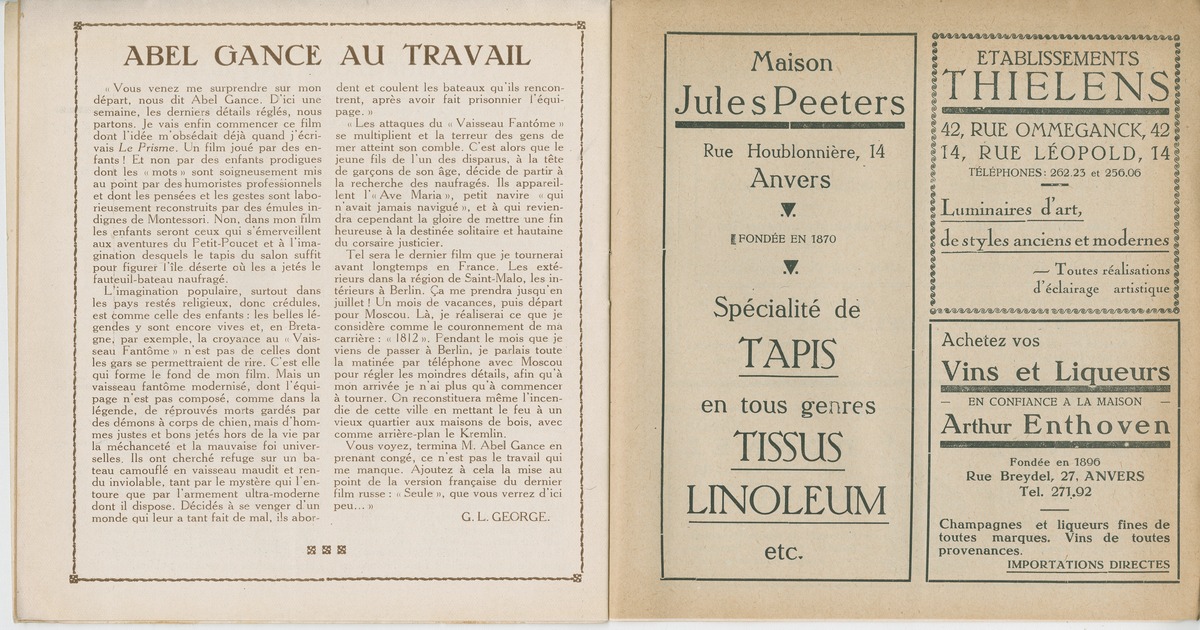 ABEL GANCE AU TRAVAIL
« Vous venez me surprendre sur mon
départ, nous dit Abel Gance. D'ici une
semaine, les derniers détails réglés, nous
partons. Je vais enfin commencer ce film
dont l'idée m'obsédait déjà quand j'écri-
vais Le Prisme. Un film joué par des en-
fants ! Et non par des enfants prodigues
dont les « mots » sont soigneusement mis
au point par des humoristes professionnels
et dont les pensées et les gestes sont labo-
rieusement reconstruits par des émules in-
dignes de Montessori. Non, dans mon film
les enfants seront ceux qui s'émerveillent
aux aventures du Petit-Poucet et à l'ima-
gination desquels le tapis du salon suffit
pour figurer l'île déserte où les a jetés le
fauteuil-bateau naufragé.
L'imagination populaire, surtout dans
les pays restés religieux, donc crédules,
est comme celle des enfants : les belles lé-
gendes y sont encore vives et, en Breta-
gne, par exemple, la croyance au « Vais-
seau Fantôme » n'est pas de celles dont
les gars se permettraient de rire. C'est elle
qui forme le fond de mon film. Mais un
vaisseau fantôme modernisé, dont l'équi-
page n'est pas composé, comme dans la
légende, de réprouvés morts gardés par
des démons à corps de chien, mais d'hom-
mes justes et bons jetés hors de la vie par
la méchanceté et la mauvaise foi univer-
selles. Ils ont cherché refuge sur un ba-
teau camouflé en vaisseau maudit et ren-
du inviolable, tant par le mystère qui l'en-
toure que par l'armement ultra-moderne
dont il dispose. Décidés à se venger d'un
monde qui leur a tant fait de mal, ils abor-
dent et coulent les bateaux qu'ils rencon-
trent, après avoir fait prisonnier l'équi-
page. »
« Les attaques du « Vaisseau Fantôme »
se multiplient et la terreur des gens de
mer atteint son comble. C'est alors que le
jeune fils de l'un des disparus, à la tête
de garçons de son âge, décide de partir à
la recherche des naufragés. Ils appareil-
lent l'« Ave Maria », petit navire « qui
n'avait jamais navigué », et à qui revien-
dra cependant la gloire de mettre une fin
heureuse à la destinée solitaire et hautaine
du corsaire justicier.
Tel sera le dernier film que je tournerai
avant longtemps en France. Les exté-
rieurs dans la région de Saint-Malo, les in-
térieurs à Berlin. Ça me prendra jusqu'en
juillet ! Un mois de vacances, puis départ
pour Moscou. Là, je réaliserai ce que je
considère comme le couronnement de ma
carrière : « 1812 ». Pendant le mois que je
viens de passer à Berlin, je parlais toute
la matinée par téléphone avec Moscou
pour régler les moindres détails, afin qu'à
mon arrivée je n'ai plus qu'à commencer
à tourner. On reconstituera même l'incen-
die de cette ville en mettant le feu à un
vieux quartier aux maisons de bois, avec
comme arrière-plan le Kremlin.
Vous voyez, termina M. Abel Gance en
prenant congé, ce n'est pas le travail qui
me manque. Ajoutez à cela la mise au
point de la version française du dernier
film russe : « Seule », que vous verrez d'ici
peu... »
G. L. GEORGE.
Maison
Jules Peeters
Rue Houblonnière, 14
Anvers
FONDÉE EN 1870
Spécialité de
TAPIS
en tous genres
TISSUS
LINOLEUM
etc.
ETABLISSEMENTS
THIELENS
42, RUE OMMEGANCK, 42
14, RUE LÉOPOLD, 14
TÉLÉPHONES : 262.23 et 256.06
Luminaires d'art,
de styles anciens et modernes
— Toutes réalisations
d'éclairage artistique
Achetez vos
Vins et Liqueurs
— EN CONFIANCE A LA MAISON —
Arthur Enthoven
Fondée en 1896
Rue Breydel, 27, ANVERS
Tel. 271.92
Champagnes et liqueurs fines de
toutes marques. Vins de toutes
provenances.
IMPORTATIONS DIRECTES